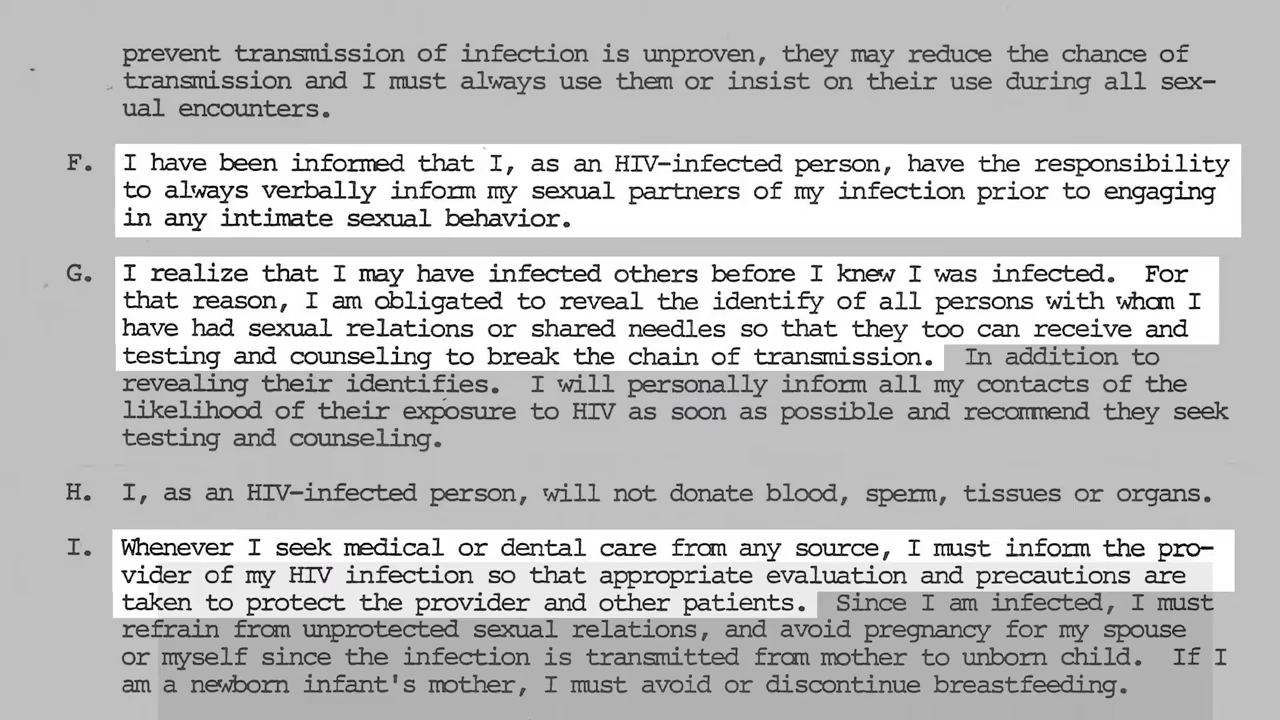 prevent transmission of infection is unproven, they may reduce the chance of
transmission and I must always use them or insist on their use during all sex-
ual encounters.
F. I have been informed that I, as an HIV-infected person, have the responsibility
to always verbally inform my sexual partners of my infection prior to engaging
in any intimate sexual behavior.
G. I realize that I may have infected others before I knew I was infected. For
that reason, I am obligated to reveal the identify of all persons with whom I
have had sexual relations or shared needles so that they too can receive and
testing and counseling to break the chain of transmission. In addition to
revealing their identifies. I will personally inform all my contacts of the
likelihood of their exposure to HIV as soon as possible and recommend they seek
testing and counseling.
H. I, as an HIV-infected person, will not donate blood, sperm, tissues or organs.
I. Whenever I seek medical or dental care from any source, I must inform the pro-
vider of my HIV infection so that appropriate evaluation and precautions are
taken to protect the provider and other patients. Since I am infected, I must
refrain from unprotected sexual relations, and avoid pregnancy for my spouse
or myself since the infection is transmitted from mother to unborn child. If I
am a newborn infant's mother, I must avoid or discontinue breastfeeding.